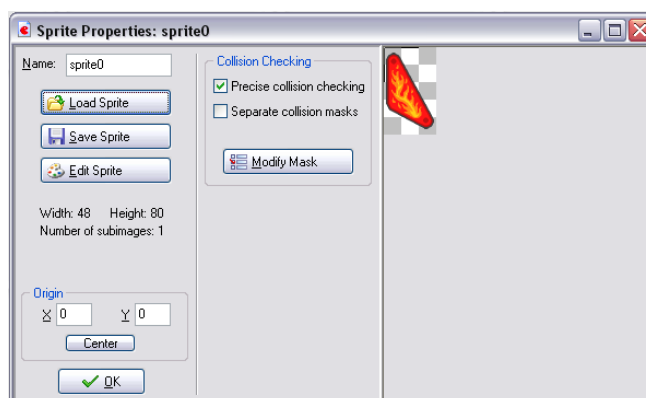 Sprite Properties: sprite0
Name: sprite0
Load Sprite
Save Sprite
Edit Sprite
Width: 48 Height: 80
Number of subimages: 1
Origin
X 0 Y 0
Center
OK
Collision Checking
Precise collision checking
Separate collision masks
Modify Mask